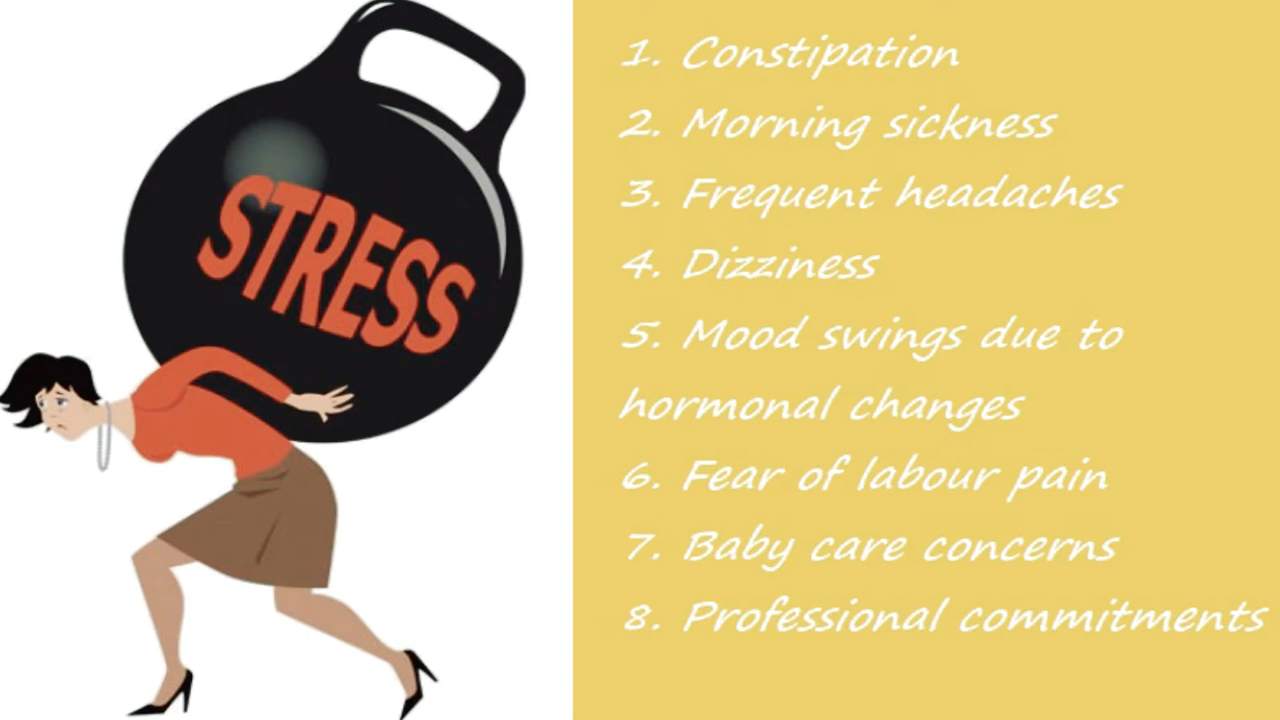 STRESS
1. Constipation
2. Morning sickness
3. Frequent headaches
4. Dizziness
5. Mood swings due to
hormonal changes
6. Fear of labour pain
7. Baby care concerns
8. Professional commitments